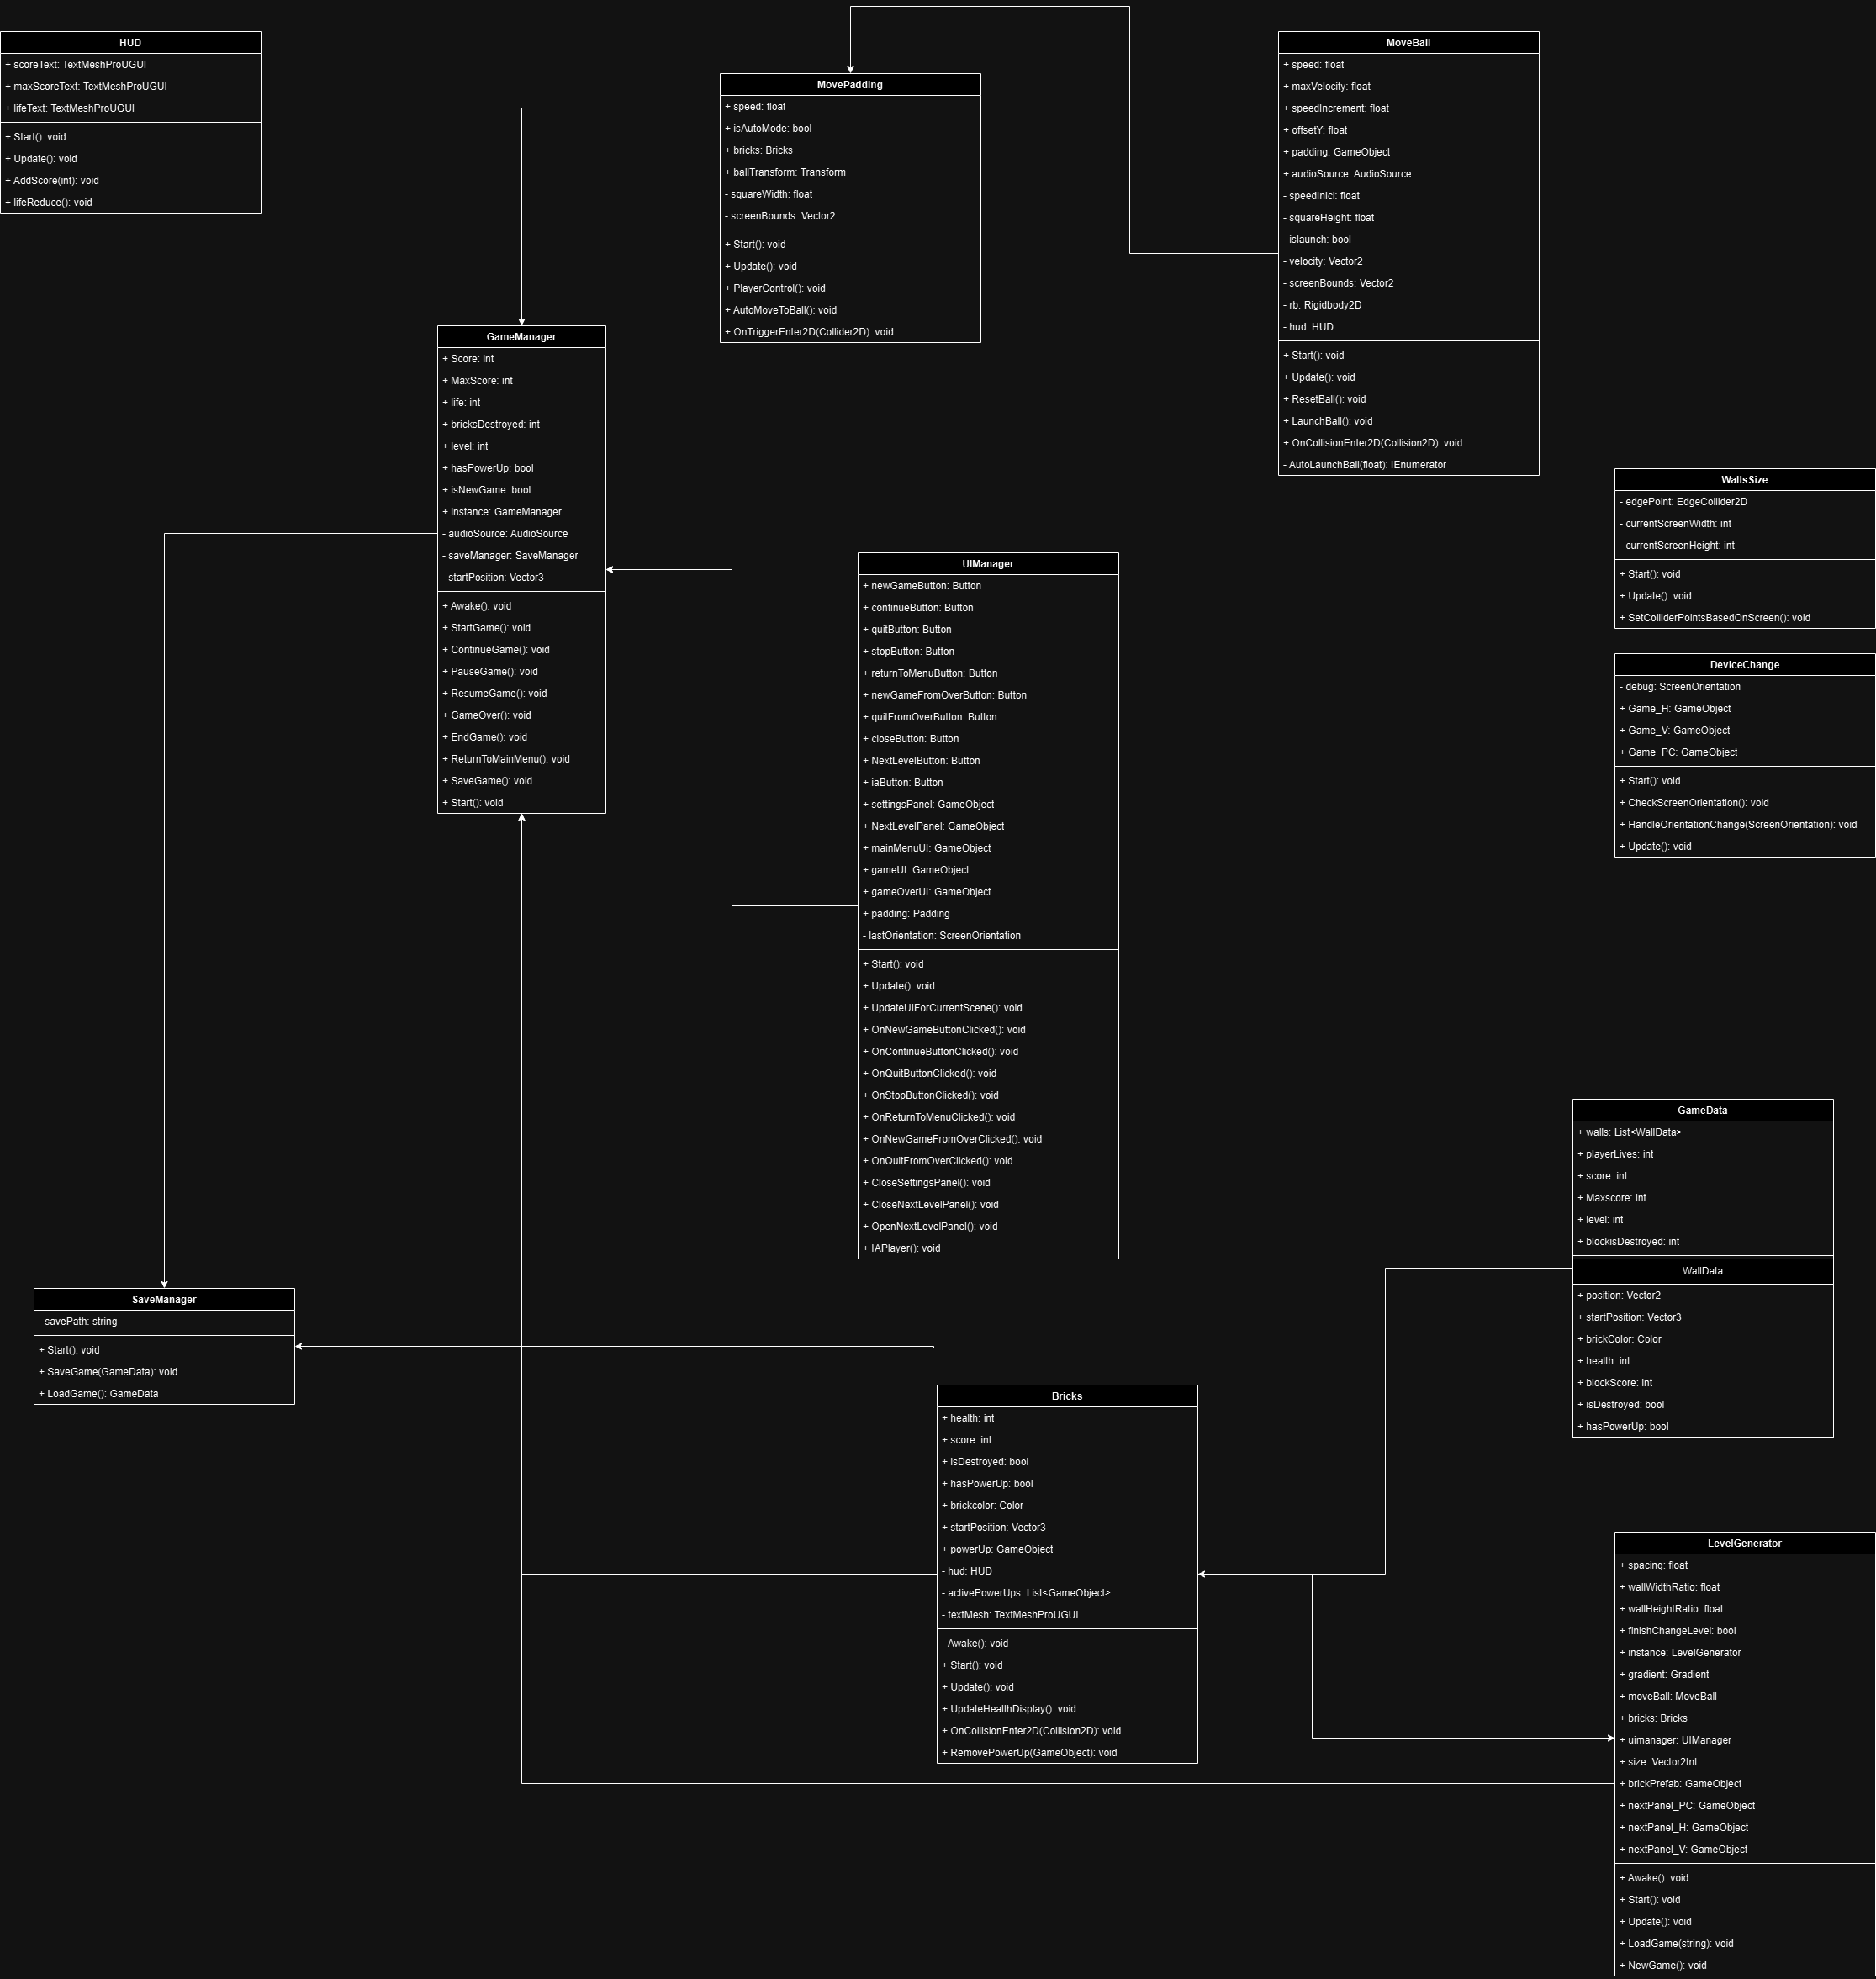 HUD
+ scoreText: TextMeshProUGUI
+ maxScoreText: TextMeshProUGUI
+ lifeText: TextMeshProUGUI
+ Start(): void
+ Update(): void
+ AddScore(int): void
+ lifeReduce(): void
MovePadding
+ speed: float
+ isAutoMode: bool
+ bricks: Bricks
+ ballTransform: Transform
- squareWidth: float
- screenBounds: Vector2
+ Start(): void
+ Update(): void
+ PlayerControl(): void
+ AutoMoveToBall(): void
+ OnTriggerEnter2D(Collider2D): void
MoveBall
+ speed: float
+ maxVelocity: float
+ speedIncrement: float
+ offsetY: float
+ padding: GameObject
+ audioSource: AudioSource
- speedInici: float
- squareHeight: float
- islaunch: bool
- velocity: Vector2
- screenBounds: Vector2
- rb: Rigidbody2D
- hud: HUD
+ Start(): void
+ Update(): void
+ ResetBall(): void
+ LaunchBall(): void
+ OnCollisionEnter2D(Collision2D): void
- AutoLaunchBall(float): IEnumerator
GameManager
+ Score: int
+ MaxScore: int
+ life: int
+ bricksDestroyed: int
+ level: int
+ hasPowerUp: bool
+ isNewGame: bool
+ instance: GameManager
- audioSource: AudioSource
- saveManager: SaveManager
- startPosition: Vector3
+ Awake(): void
+ StartGame(): void
+ ContinueGame(): void
+ PauseGame(): void
+ ResumeGame(): void
+ GameOver(): void
+ EndGame(): void
+ ReturnToMainMenu(): void
+ SaveGame(): void
+ Start(): void
WallsSize
- edgePoint: EdgeCollider2D
- currentScreenWidth: int
- currentScreenHeight: int
+ Start(): void
+ Update(): void
+ SetColliderPointsBasedOnScreen(): void
UIManager
+ newGameButton: Button
+ continueButton: Button
+ quitButton: Button
+ stopButton: Button
+ returnToMenuButton: Button
+ newGameFromOverButton: Button
+ quitFromOverButton: Button
+ closeButton: Button
+ NextLevelButton: Button
+ iaButton: Button
+ settingsPanel: GameObject
+ NextLevelPanel: GameObject
+ mainMenuUI: GameObject
+ gameUI: GameObject
+ gameOverUI: GameObject
+ padding: Padding
- lastOrientation: ScreenOrientation
+ Start(): void
+ Update(): void
+ UpdateUIForCurrentScene(): void
+ OnNewGameButtonClicked(): void
+ OnContinueButtonClicked(): void
+ OnQuitButtonClicked(): void
+ OnStopButtonClicked(): void
+ OnReturnToMenuClicked(): void
+ OnNewGameFromOverClicked(): void
+ OnQuitFromOverClicked(): void
+ CloseSettingsPanel(): void
+ CloseNextLevelPanel(): void
+ OpenNextLevelPanel(): void
+ IAPlayer(): void
DeviceChange
- debug: ScreenOrientation
+ Game_H: GameObject
+ Game_V: GameObject
+ Game_PC: GameObject
+ Start(): void
+ CheckScreenOrientation(): void
+ HandleOrientationChange(ScreenOrientation): void
+ Update(): void
GameData
+ walls: List<WallData>
+ playerLives: int
+ score: int
+ Maxscore: int
+ level: int
+ blockisDestroyed: int
WallData
+ position: Vector2
+ startPosition: Vector3
+ brickColor: Color
+ health: int
+ blockScore: int
+ isDestroyed: bool
+ hasPowerUp: bool
SaveManager
- savePath: string
+ Start(): void
+ SaveGame(GameData): void
+ LoadGame(): GameData
Bricks
+ health: int
+ score: int
+ isDestroyed: bool
+ hasPowerUp: bool
+ brickcolor: Color
+ startPosition: Vector3
+ powerUp: GameObject
- hud: HUD
- activePowerUps: List<GameObject>
- textMesh: TextMeshProUGUI
- Awake(): void
+ Start(): void
+ Update(): void
+ UpdateHealthDisplay(): void
+ OnCollisionEnter2D(Collision2D): void
+ RemovePowerUp(GameObject): void
LevelGenerator
+ spacing: float
+ wallWidthRatio: float
+ wallHeightRatio: float
+ finishChangeLevel: bool
+ instance: LevelGenerator
+ gradient: Gradient
+ moveBall: MoveBall
+ bricks: Bricks
+ uimanager: UIManager
+ size: Vector2Int
+ brickPrefab: GameObject
+ nextPanel_PC: GameObject
+ nextPanel_H: GameObject
+ nextPanel_V: GameObject
+ Awake(): void
+ Start(): void
+ Update(): void
+ LoadGame(string): void
+ NewGame(): void